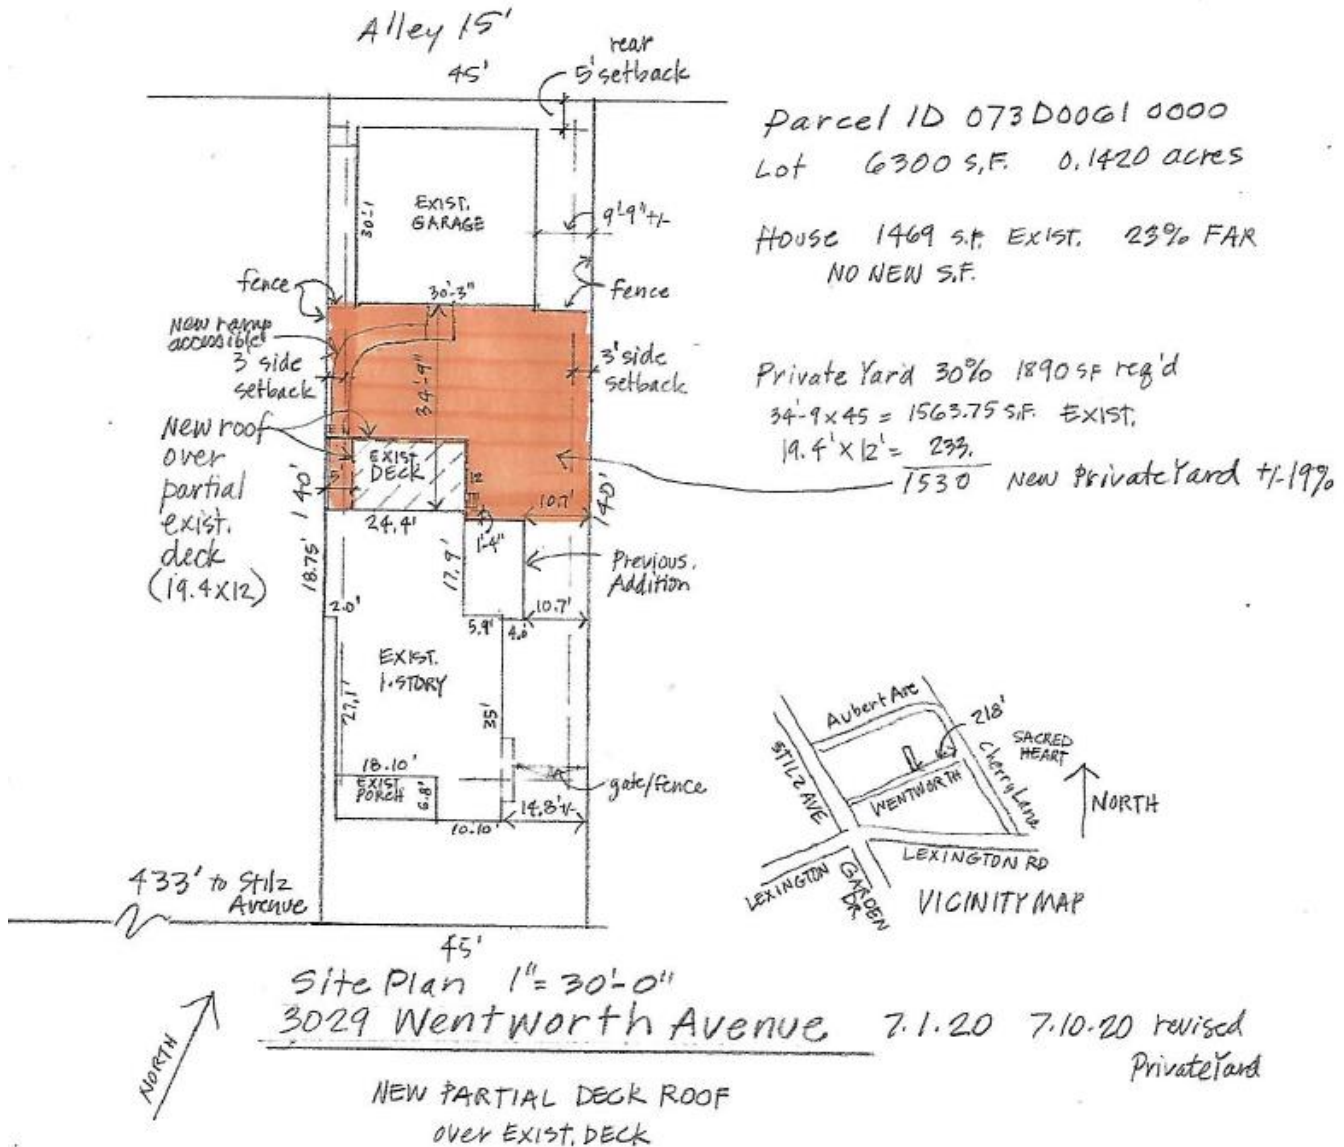 Alley 15'
45'
rear
5' setback
Parcel ID 073D0061 0000
Lot 6300 S.F. 0.1420 acres
House 1469 S.F. EXIST. 23% FAR
NO NEW S.F.
EXIST.
GARAGE
30'-1
9'-9" +/-
fence
30'-3"
fence
New ramp
accessible
3' side
setback
3' side
setback
34'-9"
Private Yard 30% 1890 SF req'd
34-9 x 45 = 1563.75 S.F. EXIST.
19.4' x 12' = 233.
1530 New Private Yard +/-19%
New roof
over
partial
exist.
deck
(19.4x12)
EXIST
DECK
5'
12
140'
140'
24.4'
10.7'
1'-4"
18.75'
17.9'
Previous
Addition
2.0'
5.9'
4.0'
10.7'
EXIST.
1-STORY
27.1'
35'
18.10'
EXIST
PORCH
6.8'
gate/fence
10.10'
14.8' +/-
433' to Stilz
Avenue
45'
Aubert Ave
218'
SACRED
HEART
STILZ AVE
WENTWORTH
Cherry Lane
NORTH
LEXINGTON
GARDEN
DR.
LEXINGTON RD
VICINITY MAP
Site Plan 1" = 30'-0"
3029 Wentworth Avenue 7.1.20 7.10.20 revised
Private Yard
NORTH
NEW PARTIAL DECK ROOF
over EXIST. DECK